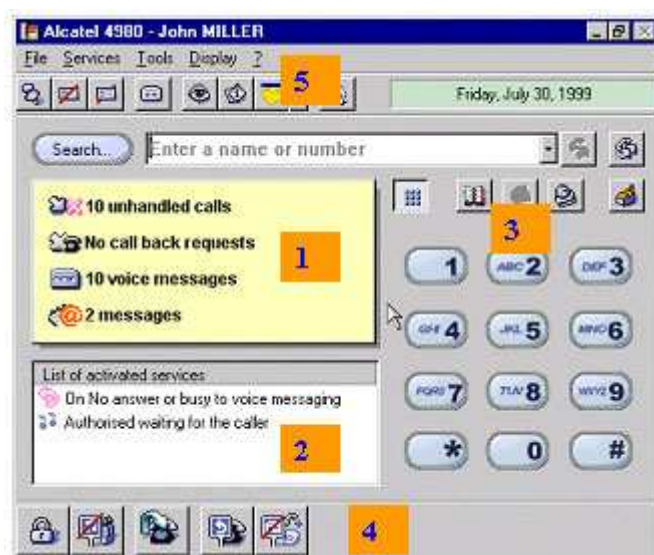 Alcatel 4980 - John MILLER
File Services Tools Display ?
5
Friday, July 30, 1999
Search... Enter a name or number
10 unhandled calls
No call back requests
10 voice messages
2 messages
1
3
1 ABC 2 DEF 3
GHI 4 JKL 5 MNO 6
PQRS 7 TUV 8 WXYZ 9
* 0 #
List of activated services
On No answer or busy to voice messaging
Authorised waiting for the caller
2
4